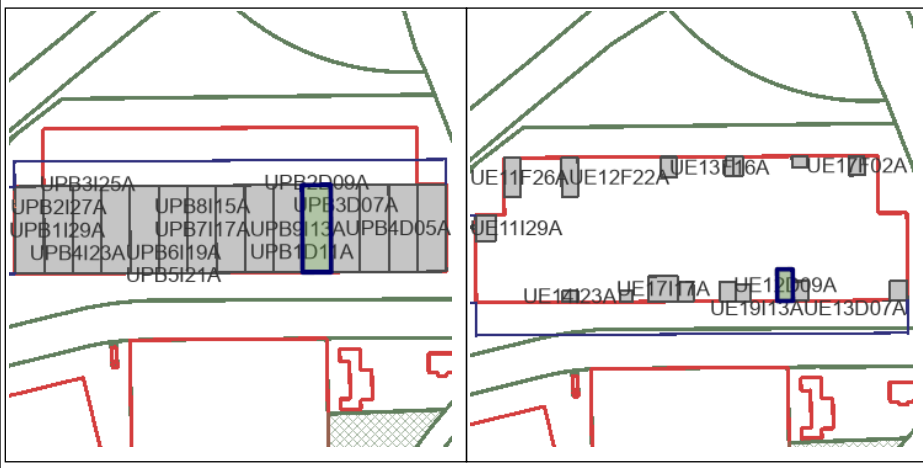 UPB3I25A
UPB2D09A
UPB2I27A
UPB8I15A
UPB3D07A
UPB1I29A
UPB7I17A
UPB9I13A
UPB4D05A
UPB4I23A
UPB6I19A
UPB1D11A
UPB5I21A
UE11F26A
UE12F22A
UE13F16A
UE17F02A
UE11I29A
UE14I23A
UE17I17A
UE12D09A
UE19I13A
UE13D07A